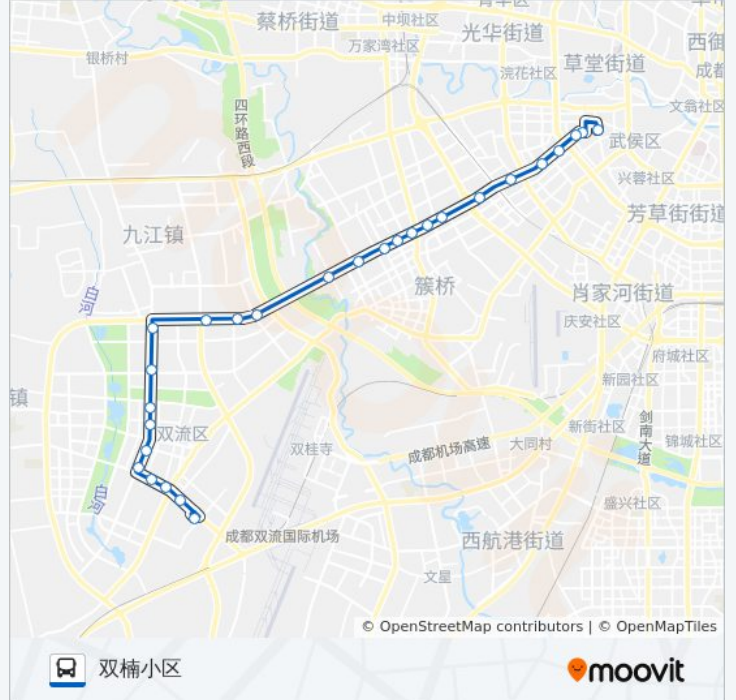 青羊区
蔡桥街道
中坝社区
光华街道
万家湾社区
西御
银桥村
草堂街道
成都
浣花社区
文翁社区
四环路西段
武侯区
兴蓉社区
芳草街街道
九江镇
簇桥
肖家河街道
白河
庆安社区
府城社区
新园社区
镇
剑南大道
双流区
新街社区
双桂寺
大同村
锦城社区
成都机场高速
白河
盛兴社区
成都双流国际机场
西航港街道
文星
© OpenStreetMap contributors | © OpenMapTiles
双楠小区
moovit